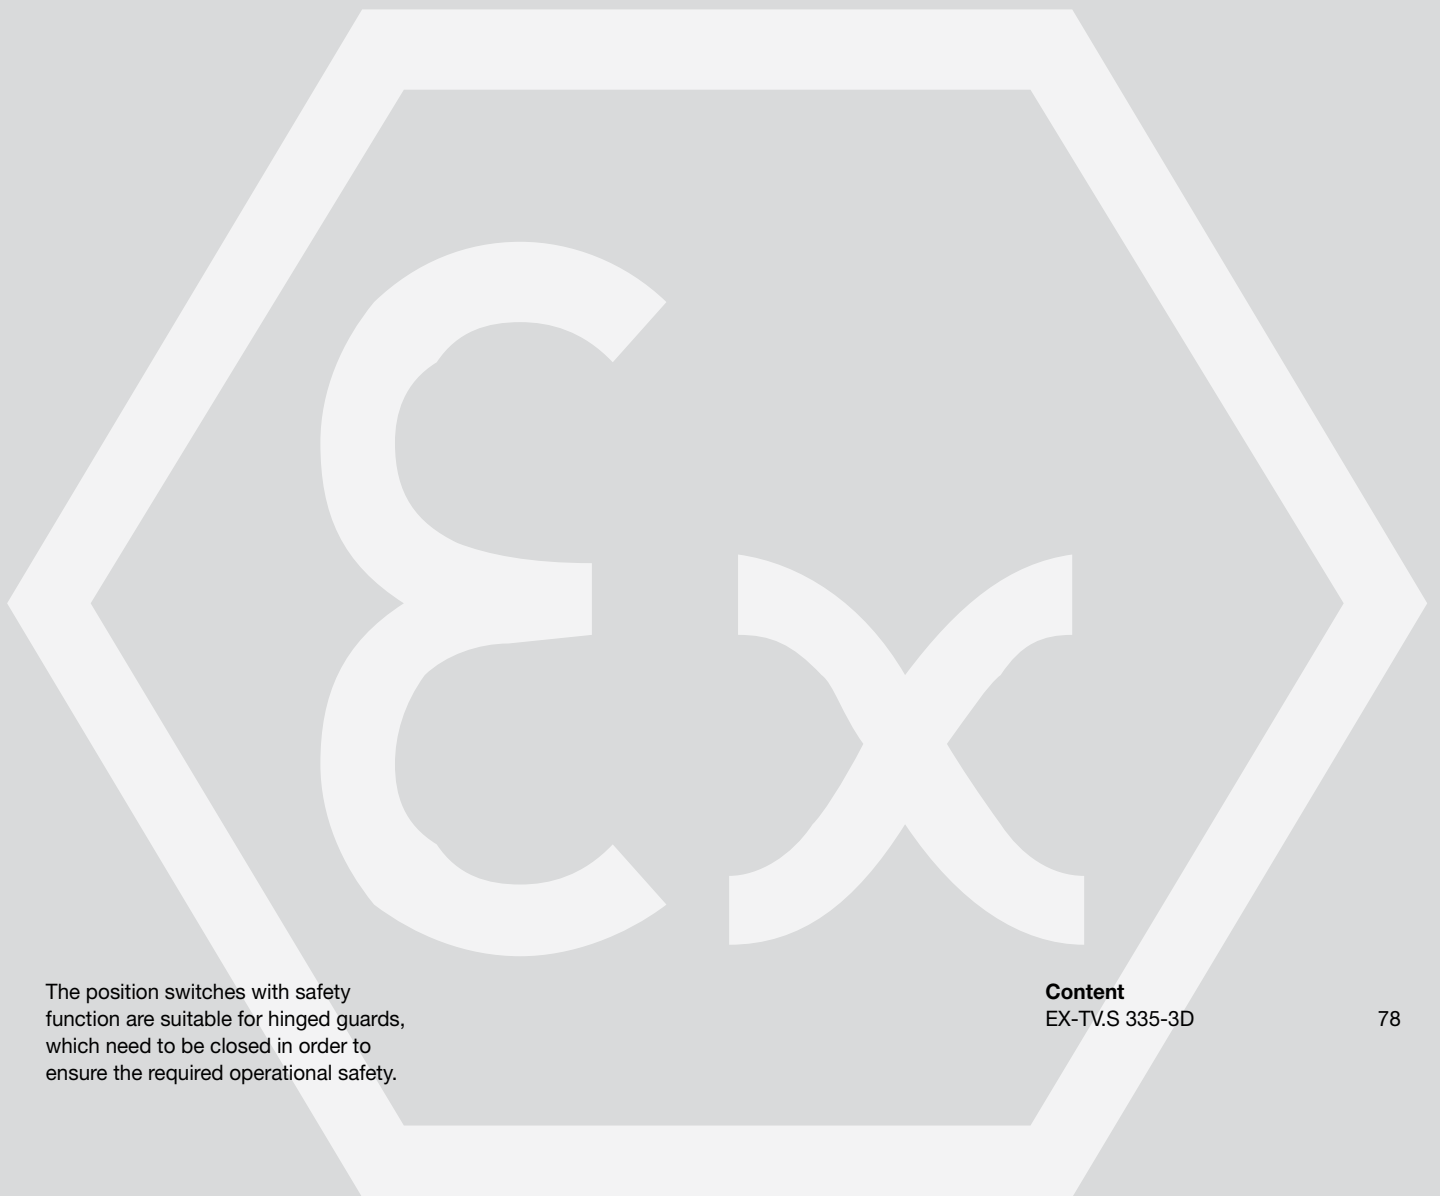 Ex
The position switches with safety
function are suitable for hinged guards,
which need to be closed in order to
ensure the required operational safety.
Content
EX-TV.S 335-3D 78